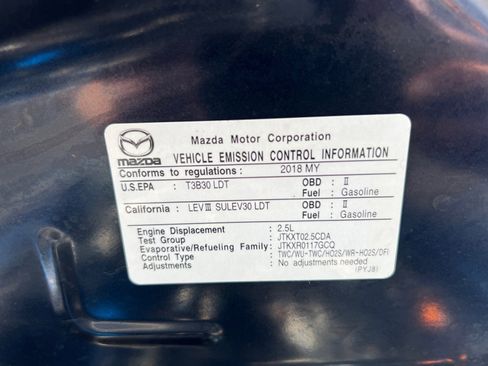 Mazda Motor Corporation
mazda VEHICLE EMISSION CONTROL INFORMATION
Conforms to regulations : 2018 MY
U.S.EPA : T3B30 LDT OBD : II
Fuel : Gasoline
California : LEVⅢ SULEV30 LDT OBD : II
Fuel : Gasoline
Engine Displacement : 2.5L
Test Group : JTKXT02.5CDA
Evaporative/Refueling Family: JTKXR0117GCQ
Control Type : TWC/WU-TWC/HO2S/WR-HO2S/DFI
Adjustments : No adjustments needed
(PYJ8)